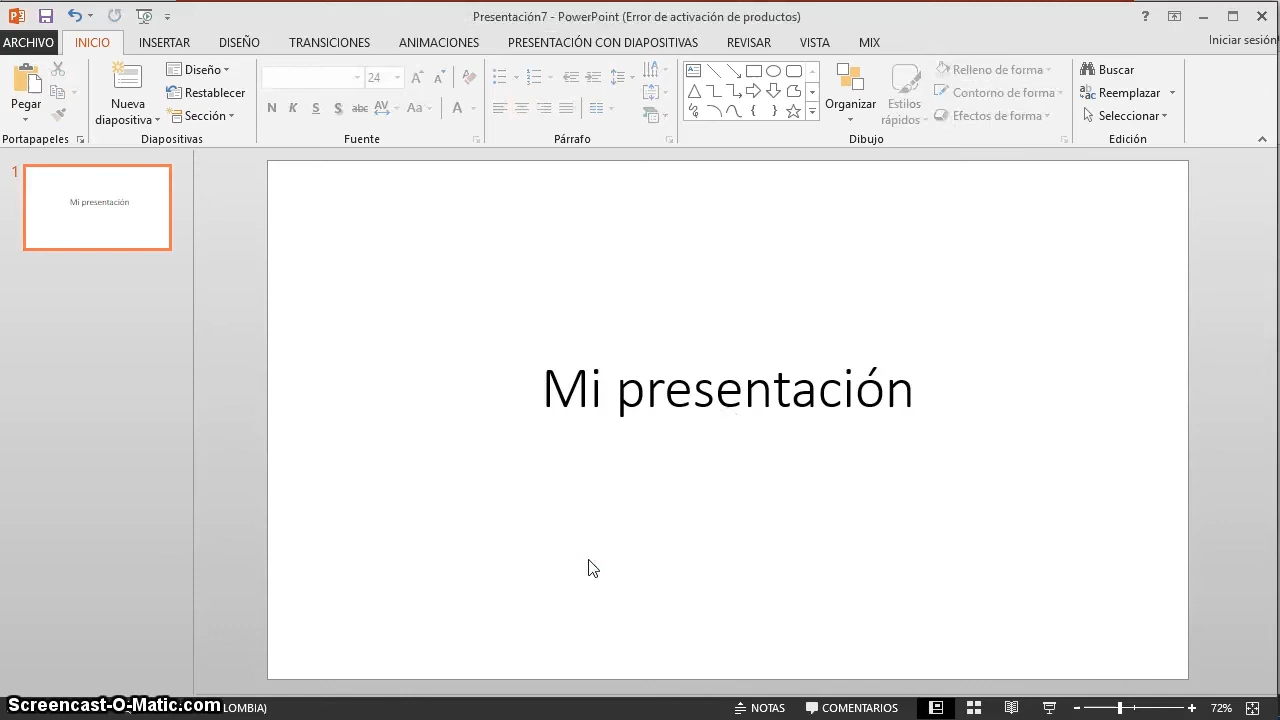 Presentación7 - PowerPoint (Error de activación de productos)
ARCHIVO INICIO INSERTAR DISEÑO TRANSICIONES ANIMACIONES PRESENTACIÓN CON DIAPOSITIVAS REVISAR VISTA MIX Iniciar sesión
Pegar
Portapapeles
Nueva
diapositiva
Diseño
Restablecer
Sección
Diapositivas
24
N K S S abc AV Aa A
Fuente
Párrafo
Organizar
Estilos
rápidos
Relleno de forma
Contorno de forma
Efectos de forma
Dibujo
Buscar
Reemplazar
Seleccionar
Edición
1
Mi presentación
Mi presentación
Screencast-O-Matic.com
LOMBIA)
NOTAS
COMENTARIOS
72%